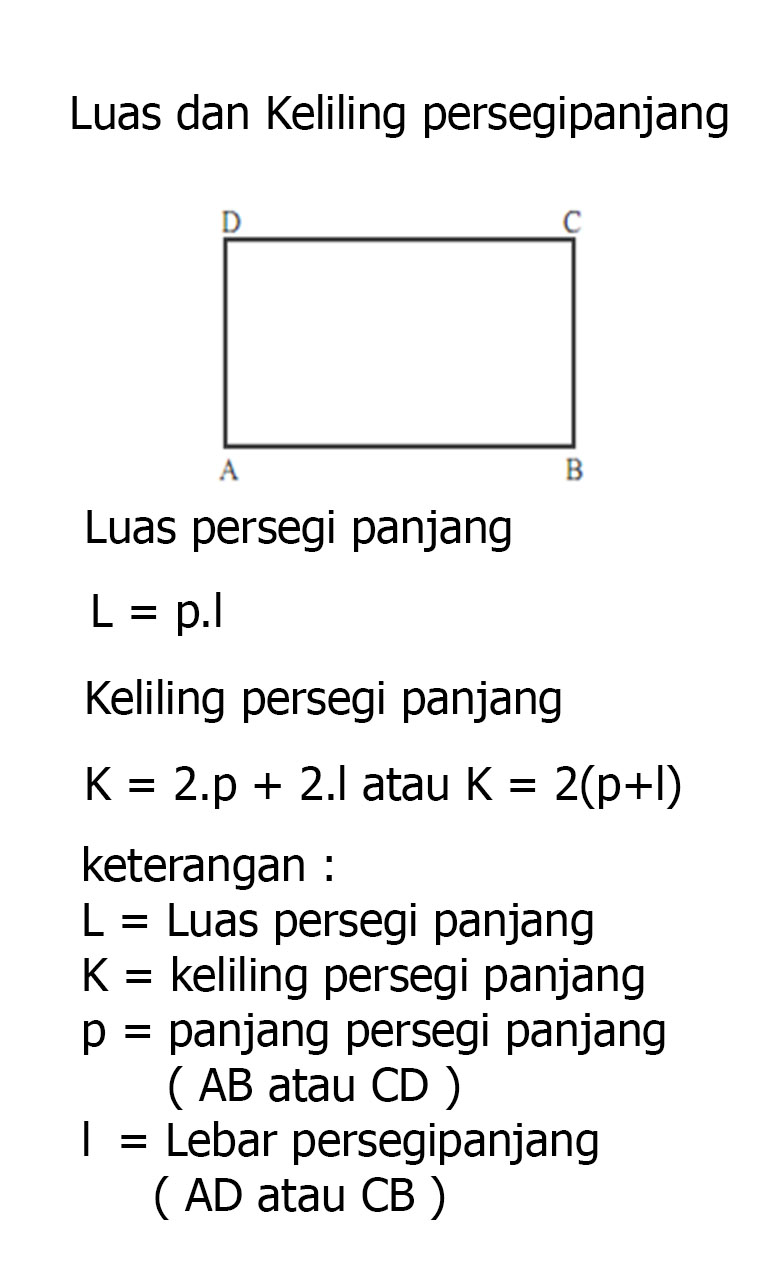 Luas dan Keliling persegipanjang
D C
A B
Luas persegi panjang
L = p.l
Keliling persegi panjang
K = 2.p + 2.l atau K = 2(p+l)
keterangan :
L = Luas persegi panjang
K = keliling persegi panjang
p = panjang persegi panjang
( AB atau CD )
l = Lebar persegipanjang
( AD atau CB )